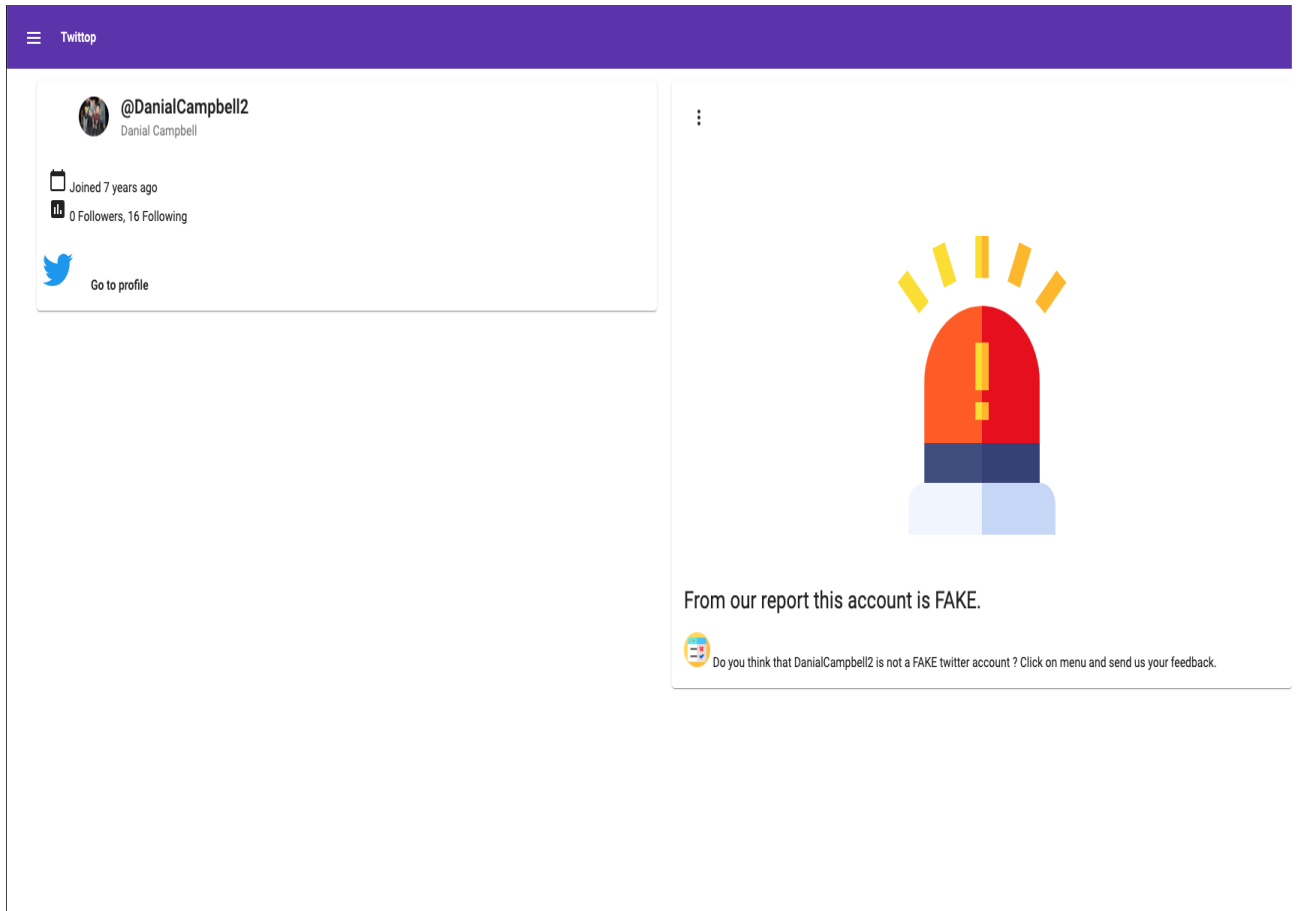 Twittop
@DanialCampbell2
Danial Campbell
Joined 7 years ago
0 Followers, 16 Following
Go to profile
From our report this account is FAKE.
Do you think that DanialCampbell2 is not a FAKE twitter account ? Click on menu and send us your feedback.